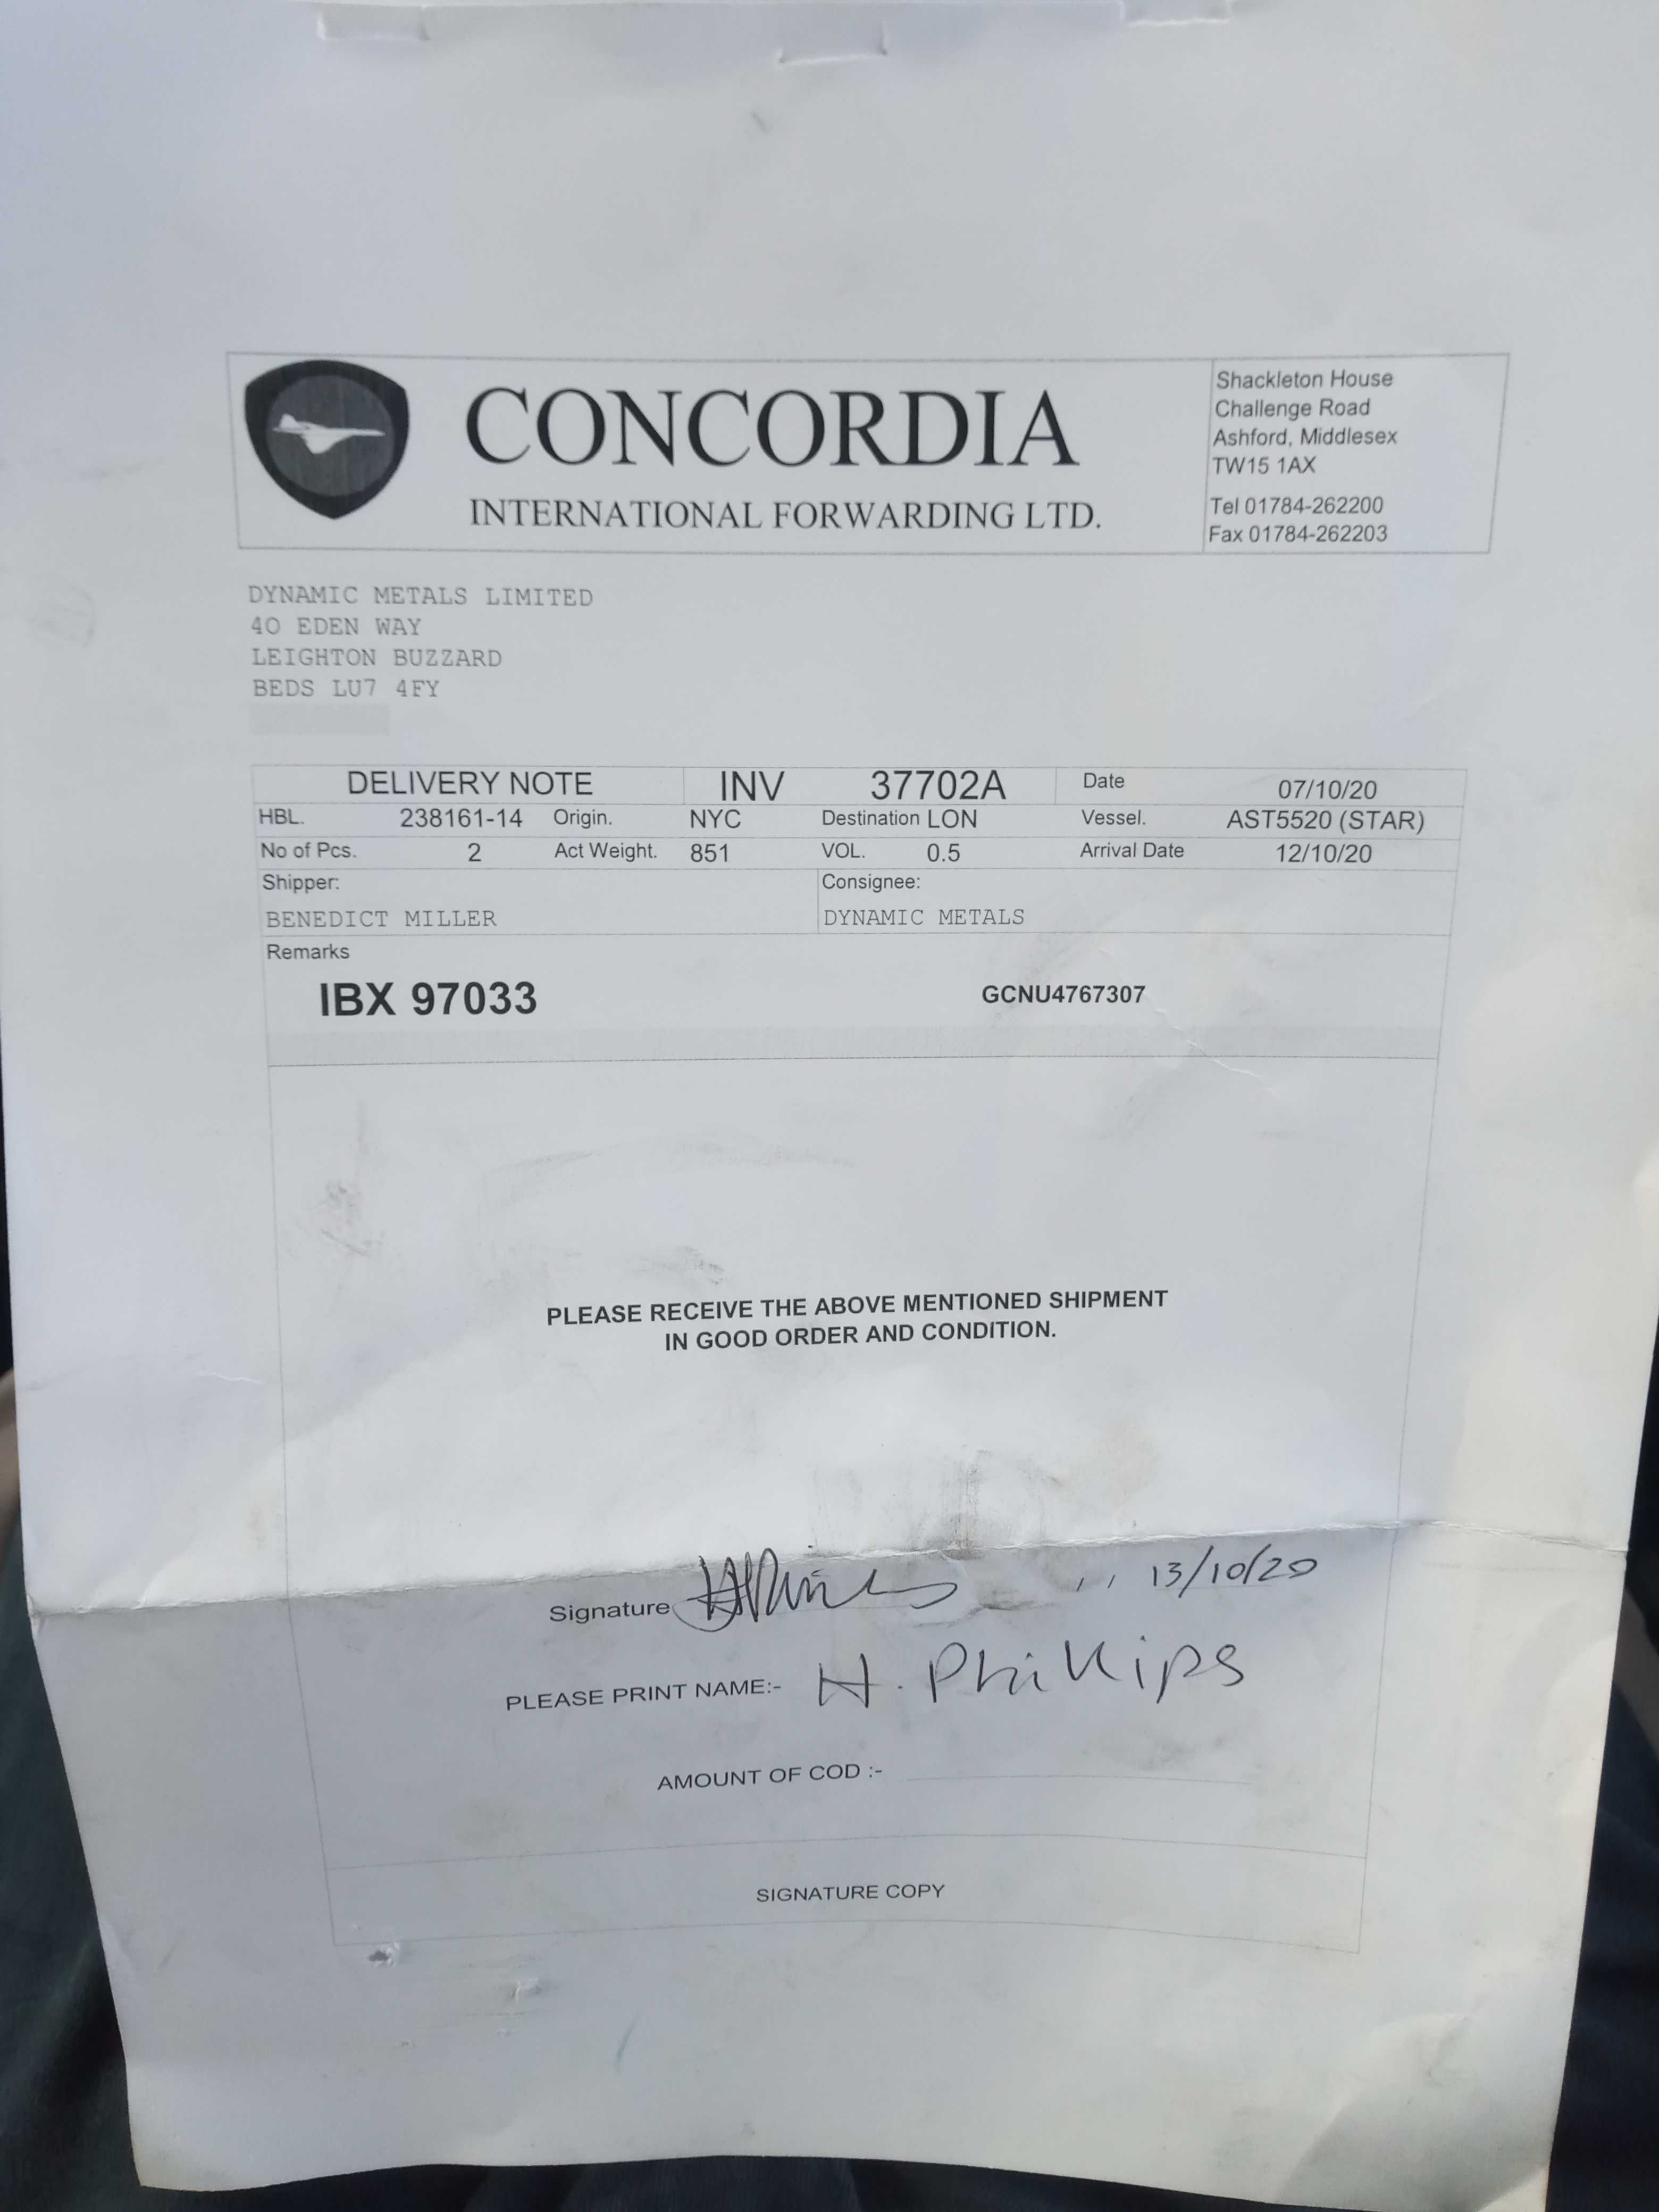 CONCORDIA
INTERNATIONAL FORWARDING LTD.
Shackleton House
Challenge Road
Ashford, Middlesex
TW15 1AX
Tel 01784-262200
Fax 01784-262203
DYNAMIC METALS LIMITED
40 EDEN WAY
LEIGHTON BUZZARD
BEDS LU7 4FY
DELIVERY NOTE INV 37702A Date 07/10/20
HBL. 238161-14 Origin. NYC Destination LON Vessel. AST5520 (STAR)
No of Pcs. 2 Act Weight. 851 VOL. 0.5 Arrival Date 12/10/20
Shipper: Consignee:
BENEDICT MILLER DYNAMIC METALS
Remarks
IBX 97033 GCNU4767307
PLEASE RECEIVE THE ABOVE MENTIONED SHIPMENT
IN GOOD ORDER AND CONDITION.
Signature 13/10/20
PLEASE PRINT NAME:- H. Phillips
AMOUNT OF COD :-
SIGNATURE COPY